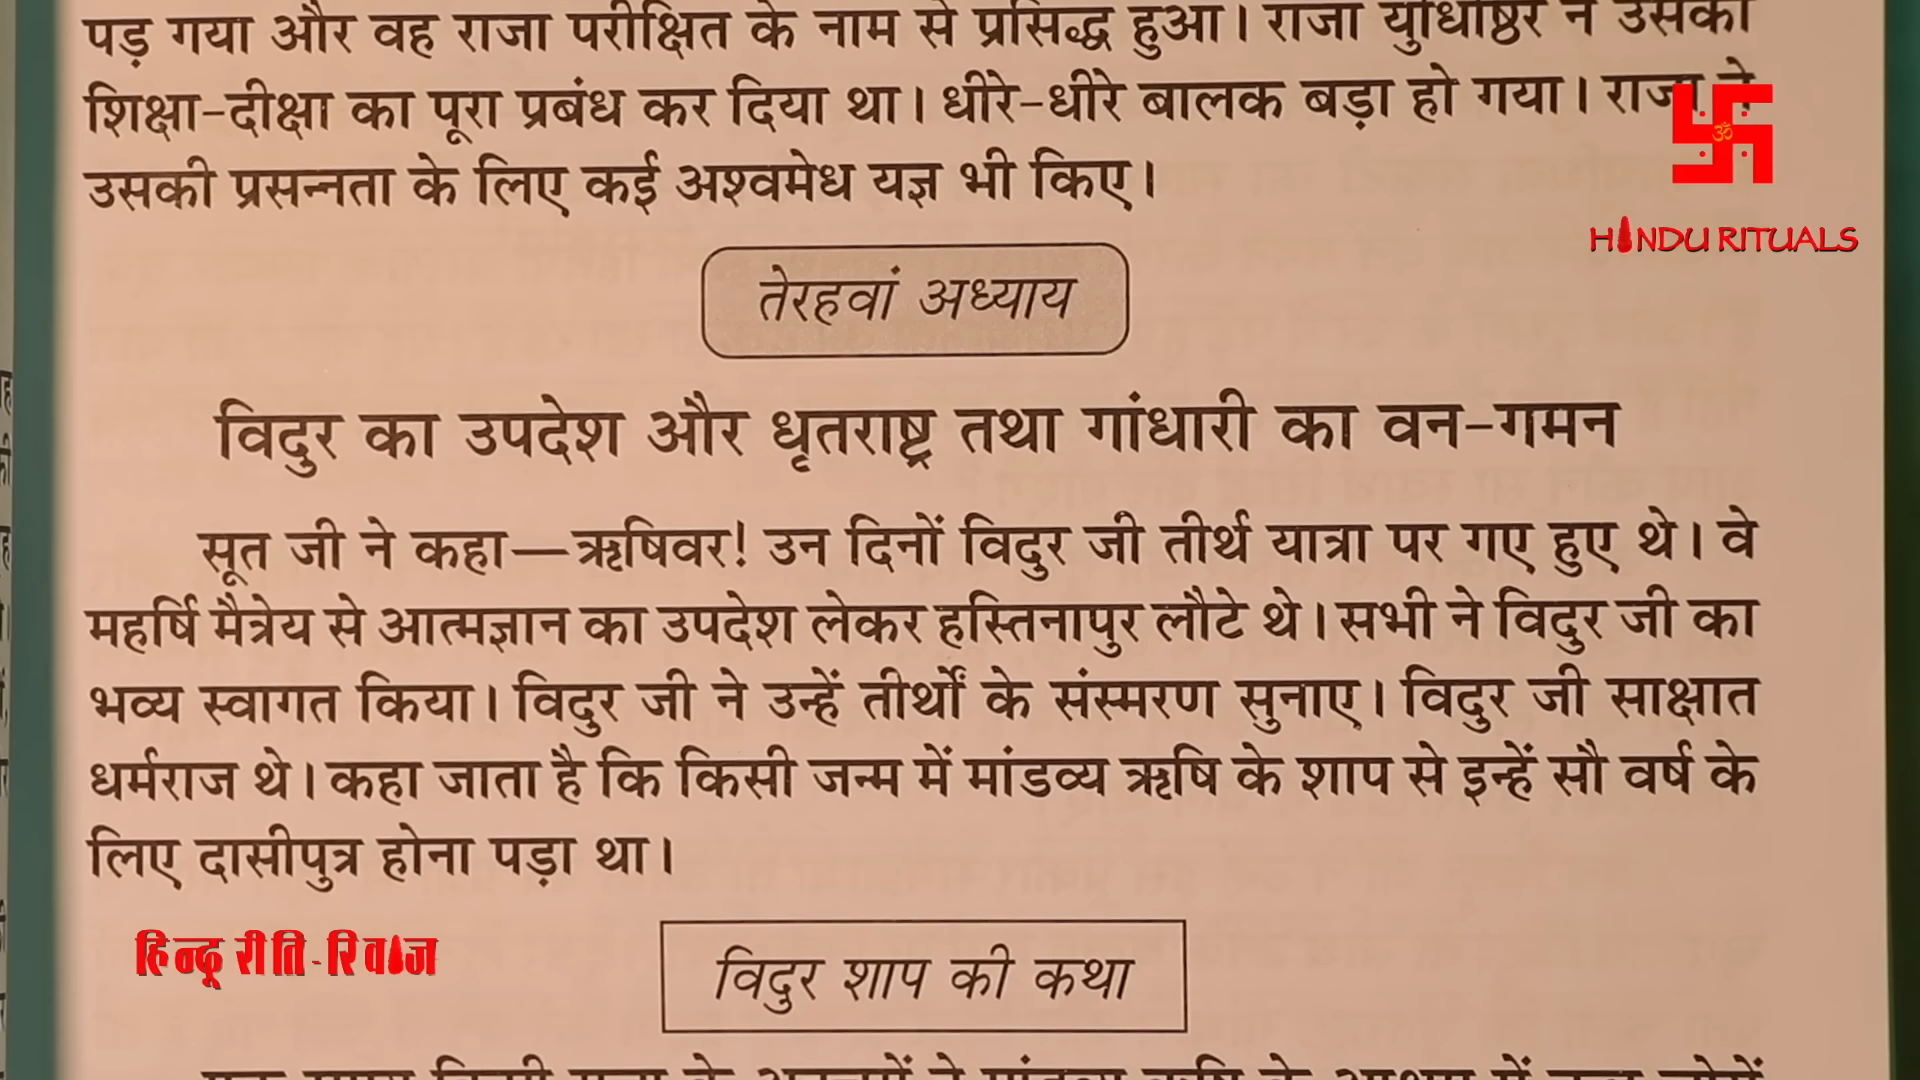 पड़ गया और वह राजा परीक्षित के नाम से प्रसिद्ध हुआ। राजा युधिष्ठिर ने उसकी
शिक्षा-दीक्षा का पूरा प्रबंध कर दिया था। धीरे-धीरे बालक बड़ा हो गया। राजा ने
उसकी प्रसन्नता के लिए कई अश्वमेध यज्ञ भी किए।
ॐ
HINDU RITUALS
तेरहवां अध्याय
विदुर का उपदेश और धृतराष्ट्र तथा गांधारी का वन-गमन
सूत जी ने कहा—ऋषिवर! उन दिनों विदुर जी तीर्थ यात्रा पर गए हुए थे। वे
महर्षि मैत्रेय से आत्मज्ञान का उपदेश लेकर हस्तिनापुर लौटे थे। सभी ने विदुर जी का
भव्य स्वागत किया। विदुर जी ने उन्हें तीर्थों के संस्मरण सुनाए। विदुर जी साक्षात
धर्मराज थे। कहा जाता है कि किसी जन्म में मांडव्य ऋषि के शाप से इन्हें सौ वर्ष के
लिए दासीपुत्र होना पड़ा था।
हिन्दू रीति-रिवाज
विदुर शाप की कथा